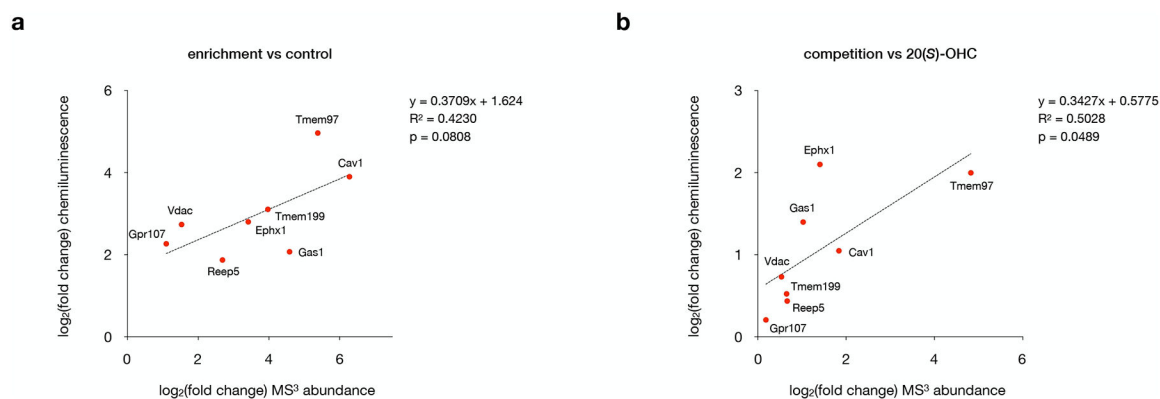 a
enrichment vs control
log₂(fold change) chemiluminescence
6
4
2
0
0
2
4
6
log₂(fold change) MS³ abundance
Tmem97
Cav1
Vdac
Tmem199
Gpr107
Ephx1
Gas1
Reep5
y = 0.3709x + 1.624
R² = 0.4230
p = 0.0808
b
competition vs 20(S)-OHC
log₂(fold change) chemiluminescence
3
2
1
0
0
2
4
6
log₂(fold change) MS³ abundance
Ephx1
Tmem97
Gas1
Cav1
Vdac
Tmem199
Reep5
Gpr107
y = 0.3427x + 0.5775
R² = 0.5028
p = 0.0489